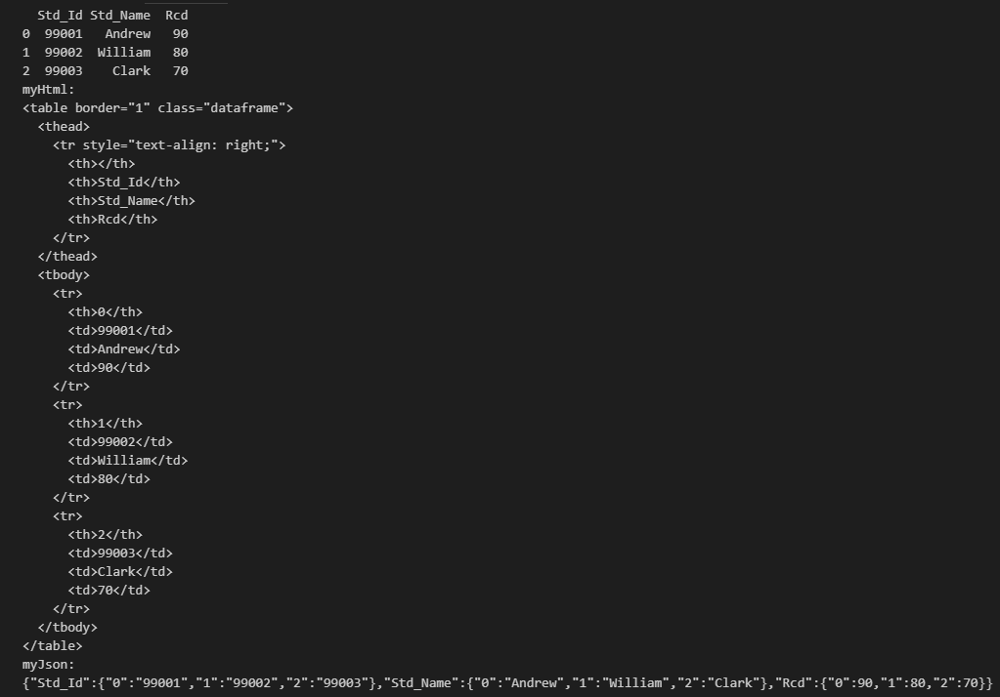 Std_Id Std_Name  Rcd
0  99001   Andrew   90
1  99002  William   80
2  99003    Clark   70
myHtml:
<table border="1" class="dataframe">
  <thead>
    <tr style="text-align: right;">
      <th></th>
      <th>Std_Id</th>
      <th>Std_Name</th>
      <th>Rcd</th>
    </tr>
  </thead>
  <tbody>
    <tr>
      <th>0</th>
      <td>99001</td>
      <td>Andrew</td>
      <td>90</td>
    </tr>
    <tr>
      <th>1</th>
      <td>99002</td>
      <td>William</td>
      <td>80</td>
    </tr>
    <tr>
      <th>2</th>
      <td>99003</td>
      <td>Clark</td>
      <td>70</td>
    </tr>
  </tbody>
</table>
myJson:
{"Std_Id":{"0":"99001","1":"99002","2":"99003"},"Std_Name":{"0":"Andrew","1":"William","2":"Clark"},"Rcd":{"0":90,"1":80,"2":70}}